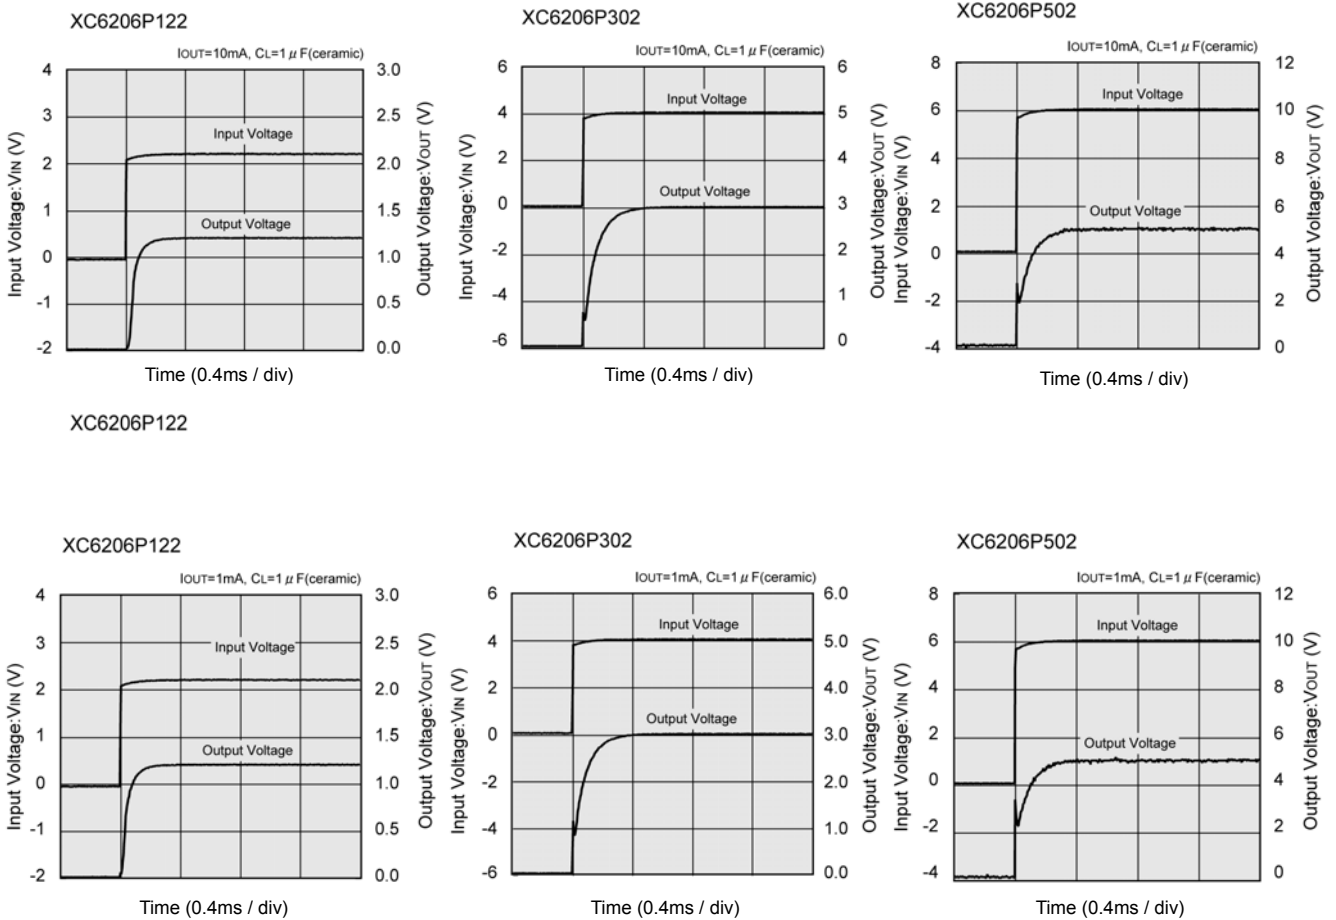 XC6206P122
IOUT=10mA, CL=1 μ F(ceramic)
4
3
2
1
0
-1
-2
Input Voltage:VIN (V)
Input Voltage
Output Voltage
3.0
2.5
2.0
1.5
1.0
0.5
0.0
Output Voltage:VOUT (V)
Time (0.4ms / div)
XC6206P302
IOUT=10mA, CL=1 μ F(ceramic)
6
4
2
0
-2
-4
-6
Input Voltage:VIN (V)
Input Voltage
Output Voltage
6
5
4
3
2
1
0
Output Voltage:VOUT (V)
Time (0.4ms / div)
XC6206P502
IOUT=10mA, CL=1 μ F(ceramic)
8
6
4
2
0
-2
-4
Input Voltage:VIN (V)
Input Voltage
Output Voltage
12
10
8
6
4
2
0
Output Voltage:VOUT (V)
Time (0.4ms / div)
XC6206P122
XC6206P122
IOUT=1mA, CL=1 μ F(ceramic)
4
3
2
1
0
-1
-2
Input Voltage:VIN (V)
Input Voltage
Output Voltage
3.0
2.5
2.0
1.5
1.0
0.5
0.0
Output Voltage:VOUT (V)
Time (0.4ms / div)
XC6206P302
IOUT=1mA, CL=1 μ F(ceramic)
6
4
2
0
-2
-4
-6
Input Voltage:VIN (V)
Input Voltage
Output Voltage
6.0
5.0
4.0
3.0
2.0
1.0
0.0
Output Voltage:VOUT (V)
Time (0.4ms / div)
XC6206P502
IOUT=1mA, CL=1 μ F(ceramic)
8
6
4
2
0
-2
-4
Input Voltage:VIN (V)
Input Voltage
Output Voltage
12
10
8
6
4
2
0
Output Voltage:VOUT (V)
Time (0.4ms / div)